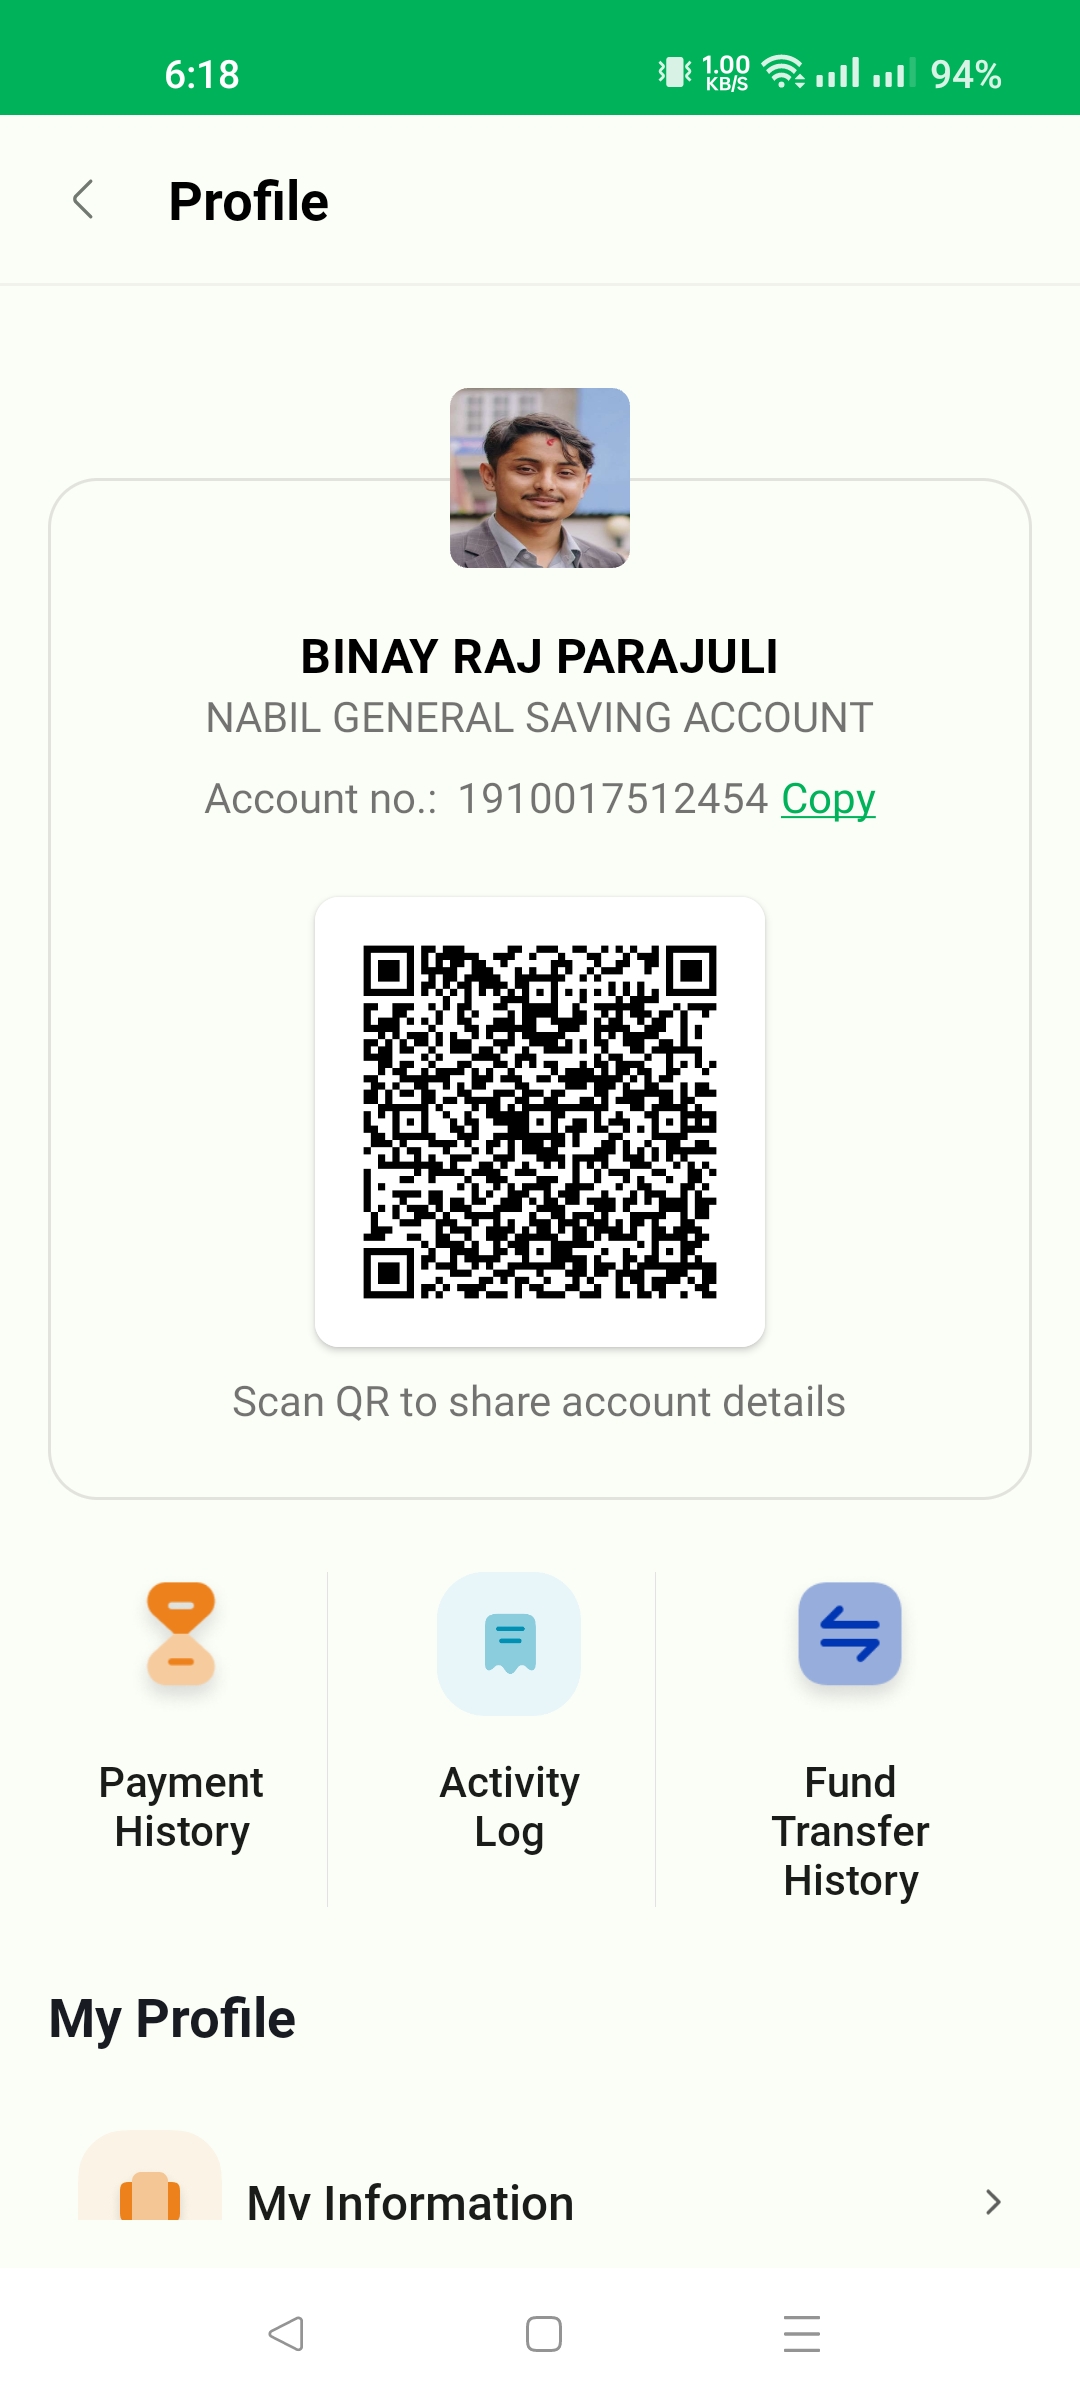 6:18
1.00
KB/S
94%
Profile
BINAY RAJ PARAJULI
NABIL GENERAL SAVING ACCOUNT
Account no.: 1910017512454 Copy
Scan QR to share account details
Payment
History
Activity
Log
Fund
Transfer
History
My Profile
My Information